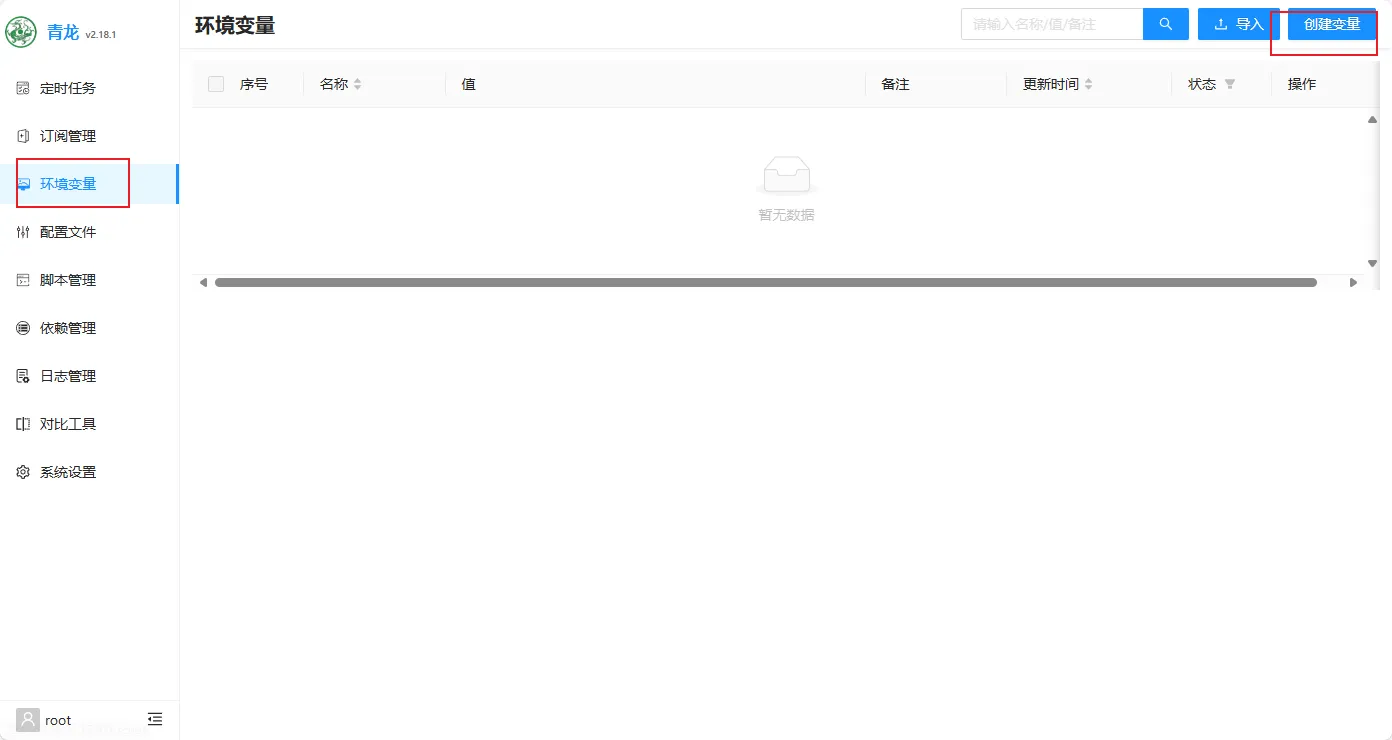 青龙 v2.18.1
环境变量
请输入名称/值/备注
导入
创建变量
定时任务
订阅管理
环境变量
配置文件
脚本管理
依赖管理
日志管理
对比工具
系统设置
序号 名称 值 备注 更新时间 状态 操作
暂无数据
root